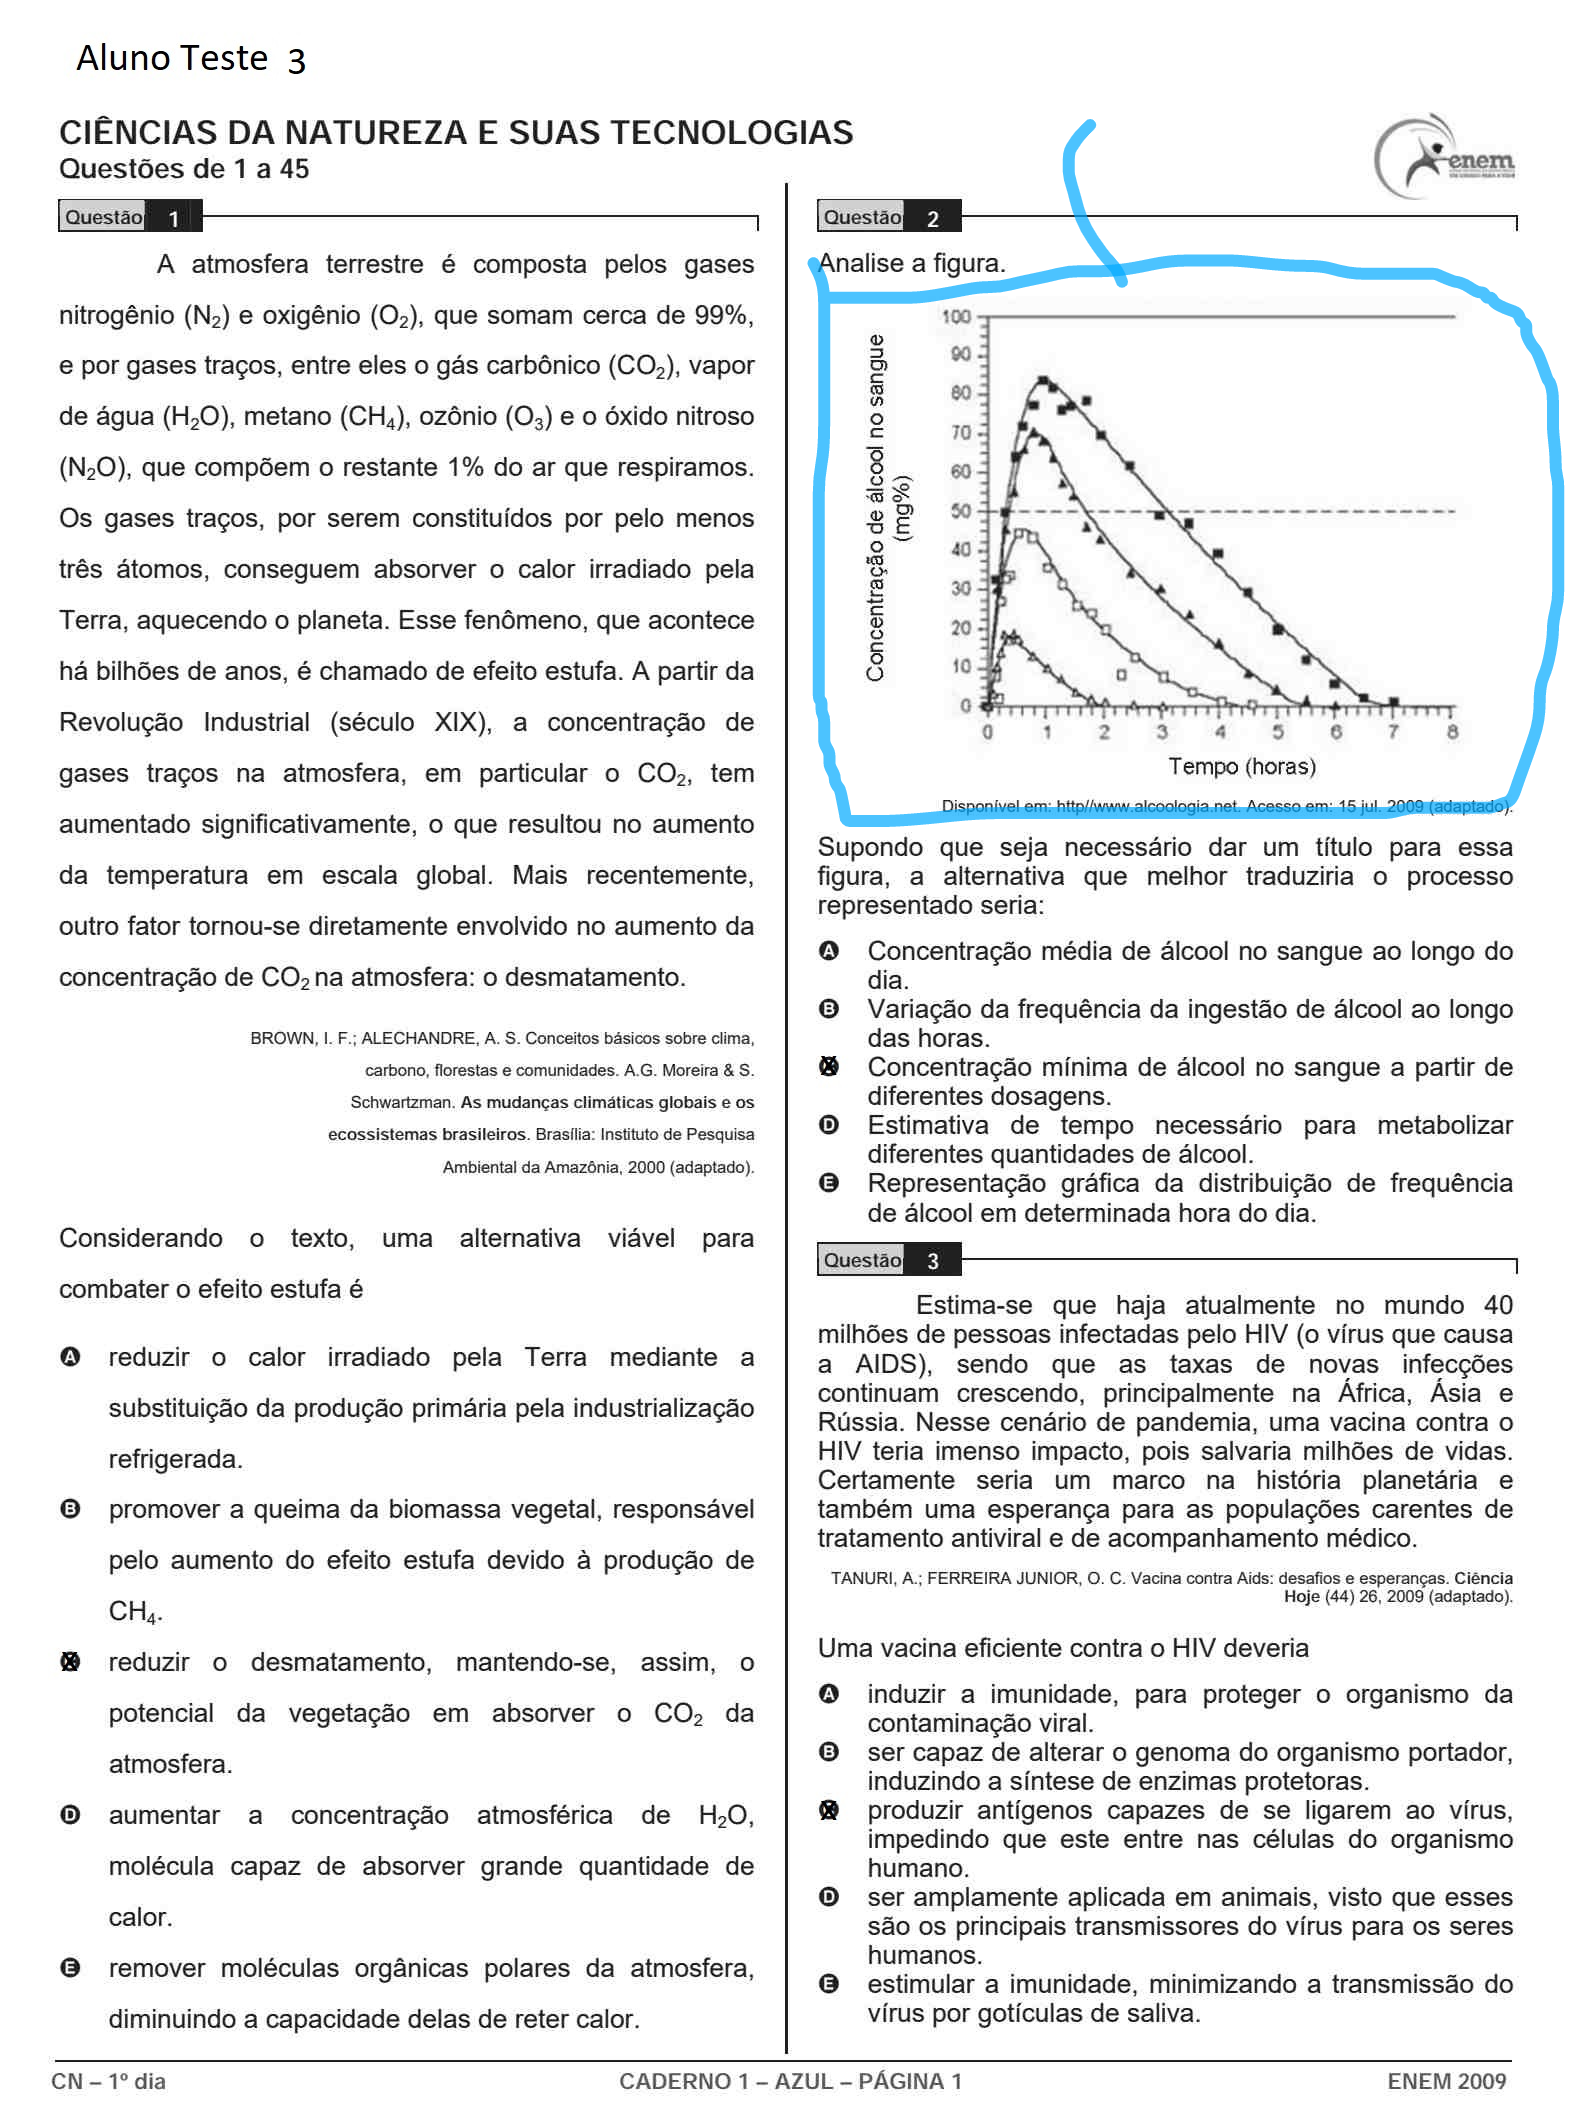 Aluno Teste 3
CIÊNCIAS DA NATUREZA E SUAS TECNOLOGIAS
Questões de 1 a 45
enem
Questão 1
A atmosfera terrestre é composta pelos gases
nitrogênio (N₂) e oxigênio (O₂), que somam cerca de 99%,
e por gases traços, entre eles o gás carbônico (CO₂), vapor
de água (H₂O), metano (CH₄), ozônio (O₃) e o óxido nitroso
(N₂O), que compõem o restante 1% do ar que respiramos.
Os gases traços, por serem constituídos por pelo menos
três átomos, conseguem absorver o calor irradiado pela
Terra, aquecendo o planeta. Esse fenômeno, que acontece
há bilhões de anos, é chamado de efeito estufa. A partir da
Revolução Industrial (século XIX), a concentração de
gases traços na atmosfera, em particular o CO₂, tem
aumentado significativamente, o que resultou no aumento
da temperatura em escala global. Mais recentemente,
outro fator tornou-se diretamente envolvido no aumento da
concentração de CO₂ na atmosfera: o desmatamento.
BROWN, I. F.; ALECHANDRE, A. S. Conceitos básicos sobre clima,
carbono, florestas e comunidades. A.G. Moreira & S.
Schwartzman. As mudanças climáticas globais e os
ecossistemas brasileiros. Brasília: Instituto de Pesquisa
Ambiental da Amazônia, 2000 (adaptado).
Considerando o texto, uma alternativa viável para
combater o efeito estufa é
A reduzir o calor irradiado pela Terra mediante a
substituição da produção primária pela industrialização
refrigerada.
B promover a queima da biomassa vegetal, responsável
pelo aumento do efeito estufa devido à produção de
CH₄.
X reduzir o desmatamento, mantendo-se, assim, o
potencial da vegetação em absorver o CO₂ da
atmosfera.
D aumentar a concentração atmosférica de H₂O,
molécula capaz de absorver grande quantidade de
calor.
E remover moléculas orgânicas polares da atmosfera,
diminuindo a capacidade delas de reter calor.
Questão 2
Analise a figura.
Concentração de álcool no sangue
(mg%)
100
90
80
70
60
50
40
30
20
10
0
0 1 2 3 4 5 6 7 8
Tempo (horas)
Disponível em: http//www.alcoologia.net. Acesso em: 15 jul. 2009 (adaptado).
Supondo que seja necessário dar um título para essa
figura, a alternativa que melhor traduziria o processo
representado seria:
A Concentração média de álcool no sangue ao longo do
dia.
B Variação da frequência da ingestão de álcool ao longo
das horas.
X Concentração mínima de álcool no sangue a partir de
diferentes dosagens.
D Estimativa de tempo necessário para metabolizar
diferentes quantidades de álcool.
E Representação gráfica da distribuição de frequência
de álcool em determinada hora do dia.
Questão 3
Estima-se que haja atualmente no mundo 40
milhões de pessoas infectadas pelo HIV (o vírus que causa
a AIDS), sendo que as taxas de novas infecções
continuam crescendo, principalmente na África, Ásia e
Rússia. Nesse cenário de pandemia, uma vacina contra o
HIV teria imenso impacto, pois salvaria milhões de vidas.
Certamente seria um marco na história planetária e
também uma esperança para as populações carentes de
tratamento antiviral e de acompanhamento médico.
TANURI, A.; FERREIRA JUNIOR, O. C. Vacina contra Aids: desafios e esperanças. Ciência
Hoje (44) 26, 2009 (adaptado).
Uma vacina eficiente contra o HIV deveria
A induzir a imunidade, para proteger o organismo da
contaminação viral.
B ser capaz de alterar o genoma do organismo portador,
induzindo a síntese de enzimas protetoras.
X produzir antígenos capazes de se ligarem ao vírus,
impedindo que este entre nas células do organismo
humano.
D ser amplamente aplicada em animais, visto que esses
são os principais transmissores do vírus para os seres
humanos.
E estimular a imunidade, minimizando a transmissão do
vírus por gotículas de saliva.
CN – 1º dia
CADERNO 1 – AZUL – PÁGINA 1
ENEM 2009